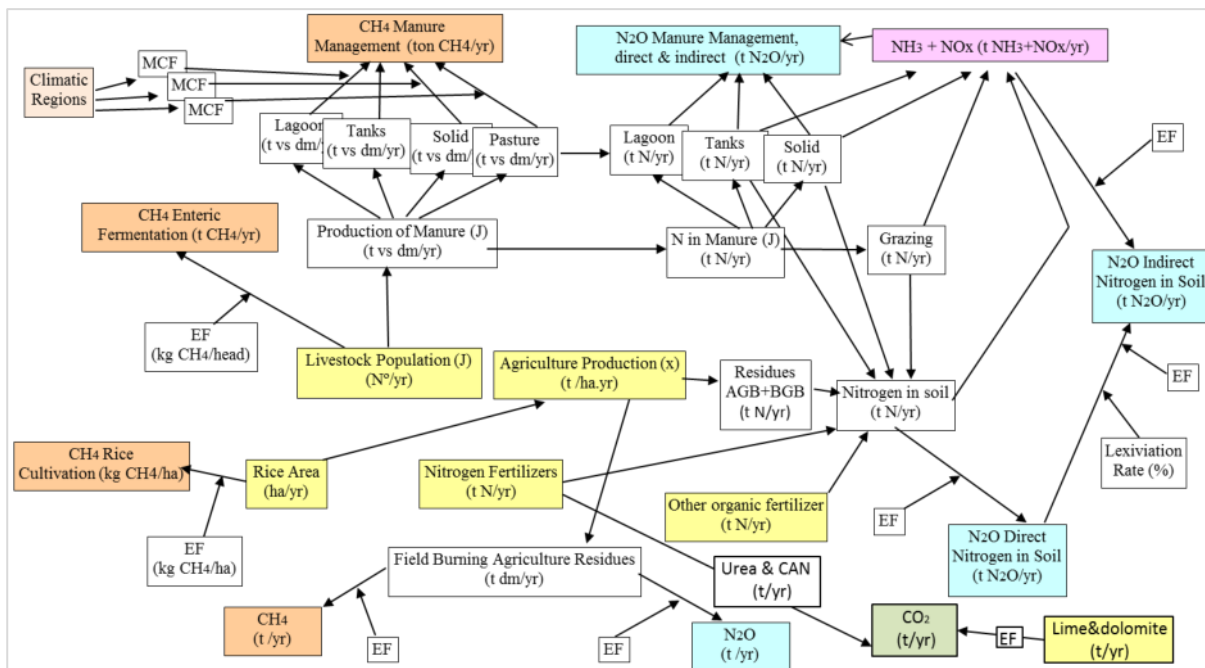 CH4 Manure
Management (ton CH4/yr)
N2O Manure Management,
direct & indirect (t N2O/yr)
NH3 + NOx (t NH3+NOx/yr)
Climatic
Regions
MCF
MCF
MCF
Lagoon
(t vs dm/yr)
Tanks
(t vs dm/yr)
Solid
(t vs dm/
Pasture
(t vs dm/yr)
Lagoon
(t N/yr)
Tanks
(t N/yr)
Solid
(t N/yr)
EF
CH4 Enteric
Fermentation (t CH4/yr)
Production of Manure (J)
(t vs dm/yr)
N in Manure (J)
(t N/yr)
Grazing
(t N/yr)
N2O Indirect
Nitrogen in Soil
(t N2O/yr)
EF
(kg CH4/head)
Livestock Population (J)
(Nº/yr)
Agriculture Production (x)
(t /ha.yr)
Residues
AGB+BGB
(t N/yr)
Nitrogen in soil
(t N/yr)
EF
Lexiviation
Rate (%)
CH4 Rice
Cultivation (kg CH4/ha)
Rice Area
(ha/yr)
Nitrogen Fertilizers
(t N/yr)
Other organic fertilizer
(t N/yr)
EF
N2O Direct
Nitrogen in Soil
(t N2O/yr)
EF
(kg CH4/ha)
Field Burning Agriculture Residues
(t dm/yr)
Urea & CAN
(t/yr)
CH4
(t /yr)
EF
EF
N2O
(t /yr)
CO2
(t/yr)
EF
Lime&dolomite
(t/yr)